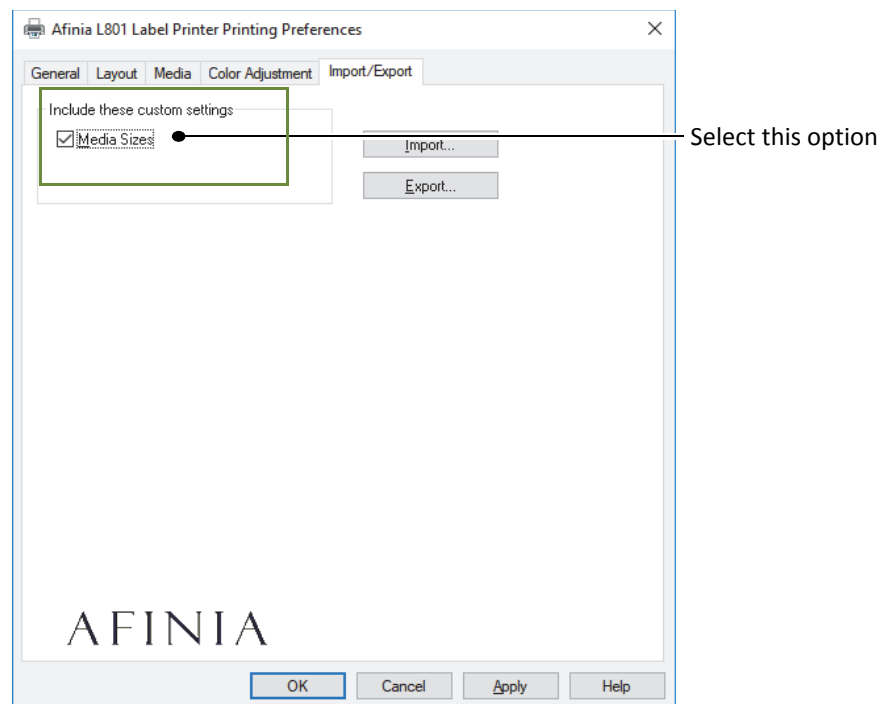 Afinia L801 Label Printer Printing Preferences
General Layout Media Color Adjustment Import/Export
Include these custom settings
Media Sizes
Import...
Select this option
Export...
AFINIA
OK Cancel Apply Help